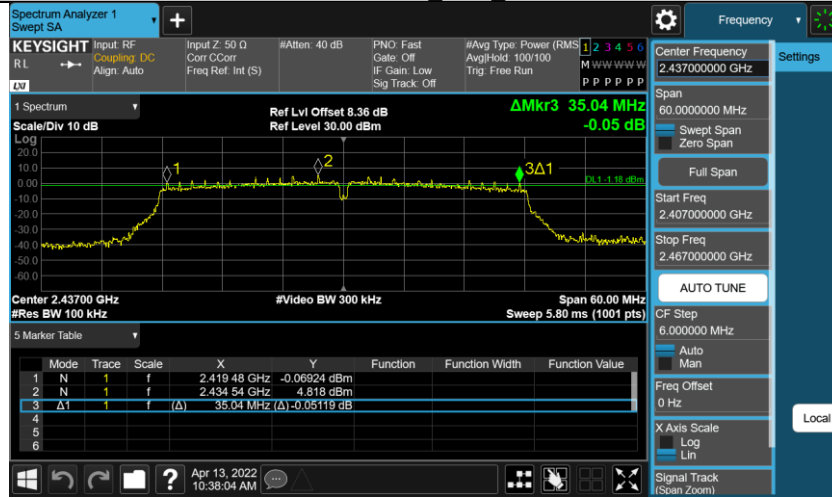 Spectrum Analyzer 1
Swept SA
+
Frequency
KEYSIGHT
RL
LXI
Input: RF
Coupling: DC
Align: Auto
Input Z: 50 Ω
Corr CCorr
Freq Ref: Int (S)
#Atten: 40 dB
PNO: Fast
Gate: Off
IF Gain: Low
Sig Track: Off
#Avg Type: Power (RMS
Avg|Hold: 100/100
Trig: Free Run
1 2 3 4 5 6
M W W W W W
P P P P P P
1 Spectrum
Scale/Div 10 dB
Ref Lvl Offset 8.36 dB
Ref Level 30.00 dBm
ΔMkr3 35.04 MHz
-0.05 dB
Log
20.0
10.0
0.00
-10.0
-20.0
-30.0
-40.0
-50.0
-60.0
1
2
3Δ1
DL1 -1.18 dBm
Center 2.43700 GHz
#Video BW 300 kHz
Span 60.00 MHz
#Res BW 100 kHz
Sweep 5.80 ms (1001 pts)
5 Marker Table
Mode Trace Scale X Y Function Function Width Function Value
1 N 1 f 2.419 48 GHz -0.06924 dBm
2 N 1 f 2.434 54 GHz 4.818 dBm
3 Δ1 1 f (Δ) 35.04 MHz (Δ) -0.05119 dB
4
5
6
Apr 13, 2022
10:38:04 AM
?
Center Frequency
2.437000000 GHz
Span
60.0000000 MHz
Swept Span
Zero Span
Full Span
Start Freq
2.407000000 GHz
Stop Freq
2.467000000 GHz
AUTO TUNE
CF Step
6.000000 MHz
Auto
Man
Freq Offset
0 Hz
X Axis Scale
Log
Lin
Signal Track
(Span Zoom)
Settings
Local